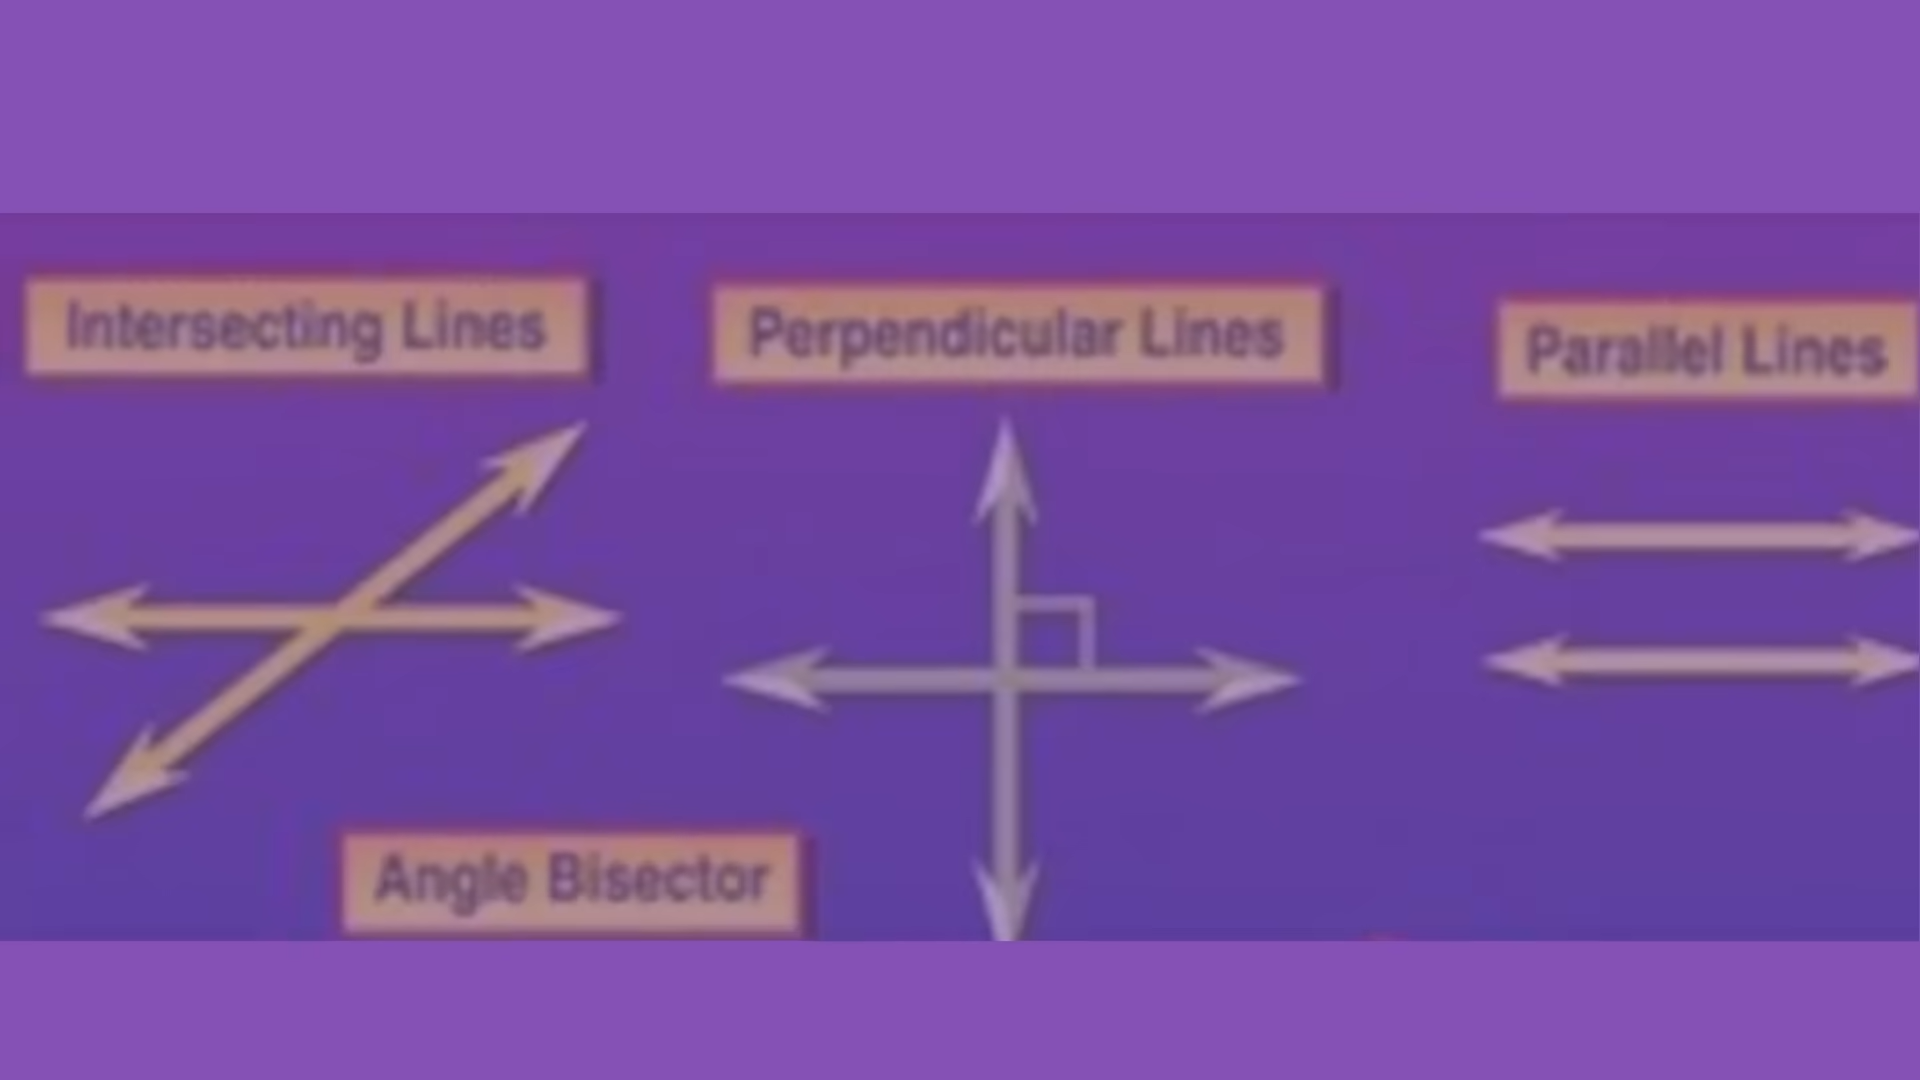 Intersecting Lines
Perpendicular Lines
Parallel Lines
Angle Bisector